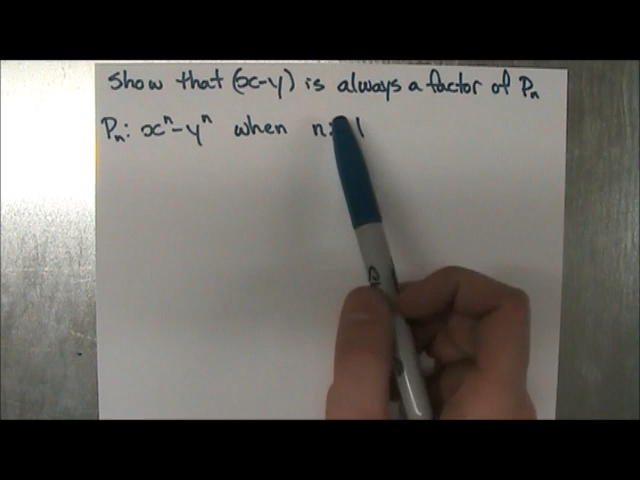 Show that (x-y) is always a factor of Pn
Pn: xⁿ-yⁿ when n: 1